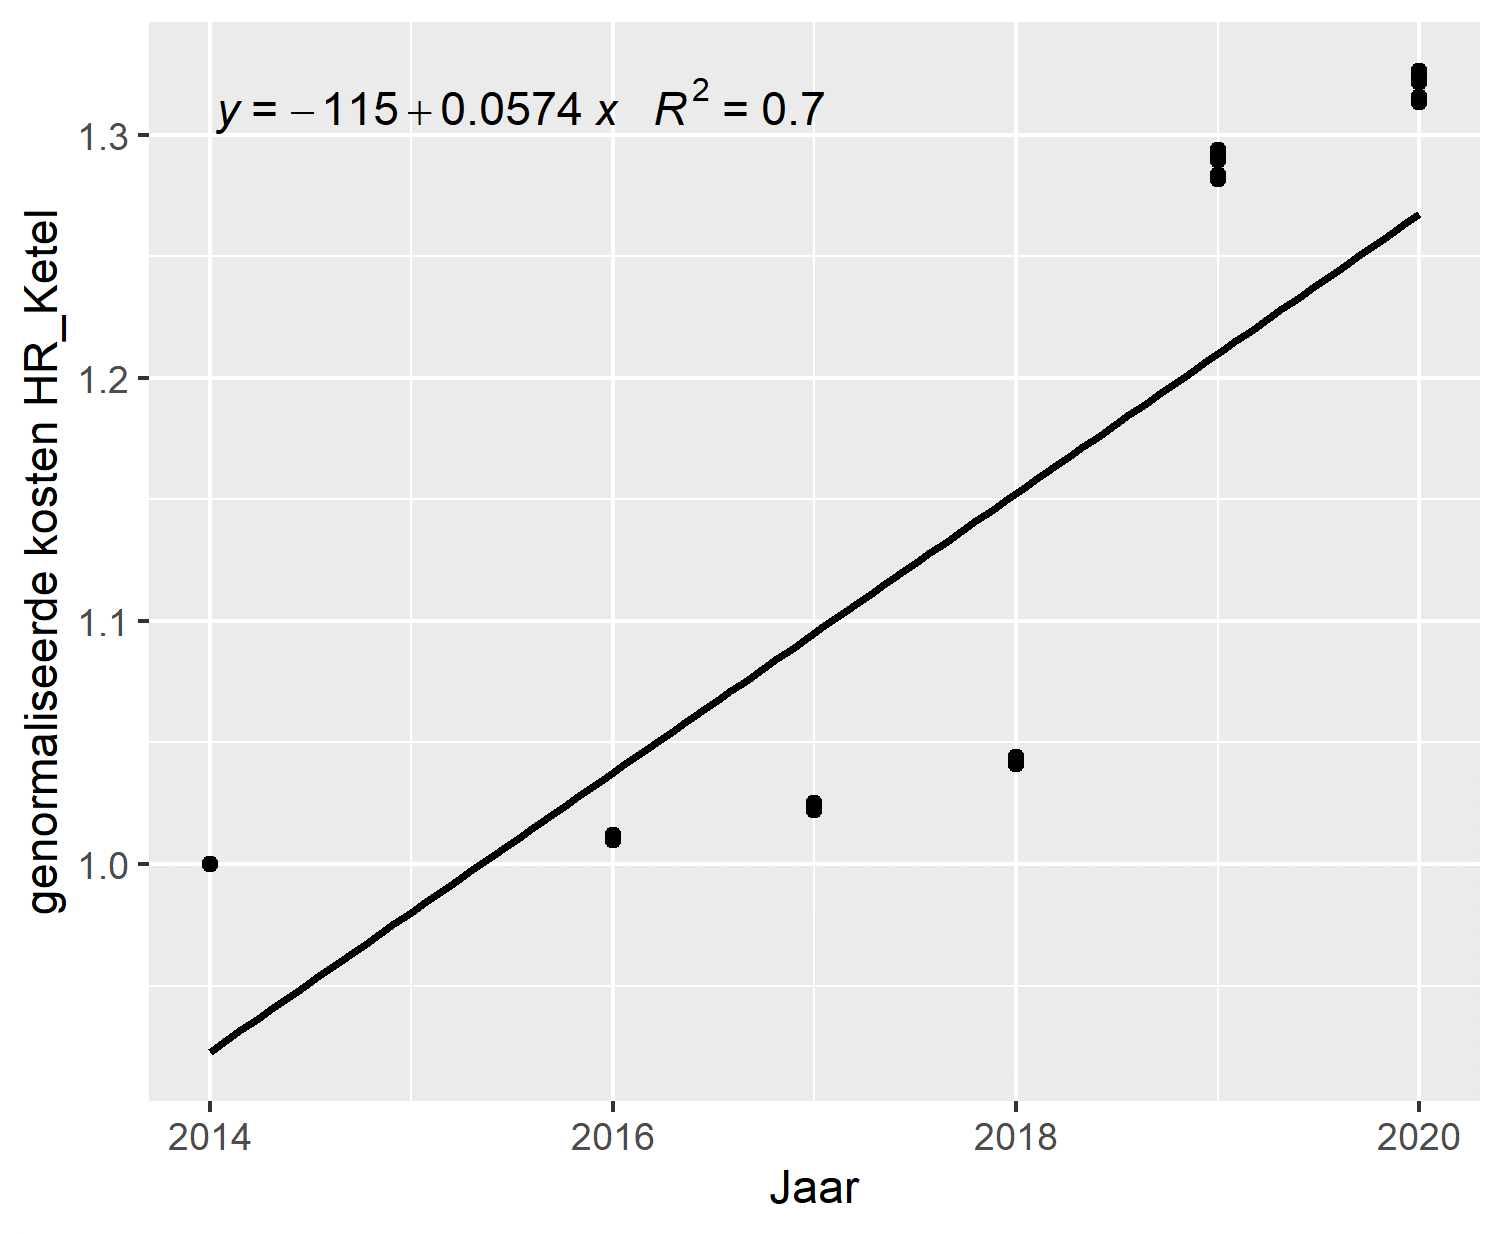 y = −115 + 0.0574 x R² = 0.7
1.3
1.2
1.1
1.0
genormaliseerde kosten HR_Ketel
2014 2016 2018 2020
Jaar